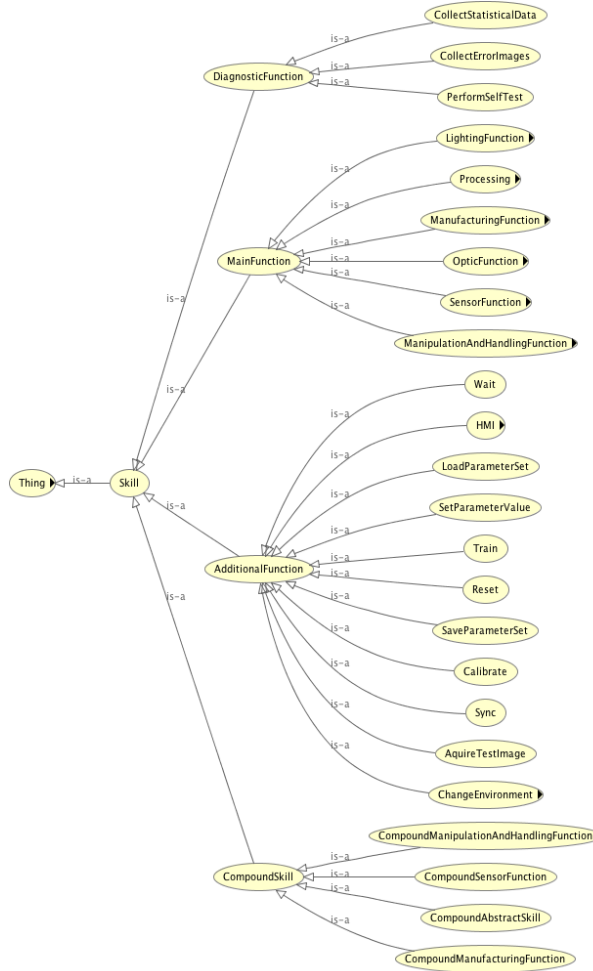 CollectStatisticalData
is-a
CollectErrorImages
is-a
DiagnosticFunction
is-a
PerformSelfTest
LightingFunction
is-a
Processing
is-a
ManufacturingFunction
is-a
MainFunction
is-a
OpticFunction
is-a
SensorFunction
is-a
is-a
ManipulationAndHandlingFunction
Wait
is-a
is-a
HMI
is-a
LoadParameterSet
is-a
Thing
is-a
Skill
is-a
SetParameterValue
is-a
Train
is-a
AdditionalFunction
is-a
Reset
is-a
is-a
SaveParameterSet
is-a
Calibrate
is-a
Sync
is-a
AquireTestImage
is-a
ChangeEnvironment
CompoundManipulationAndHandlingFunction
is-a
CompoundSkill
is-a
CompoundSensorFunction
is-a
CompoundAbstractSkill
is-a
CompoundManufacturingFunction